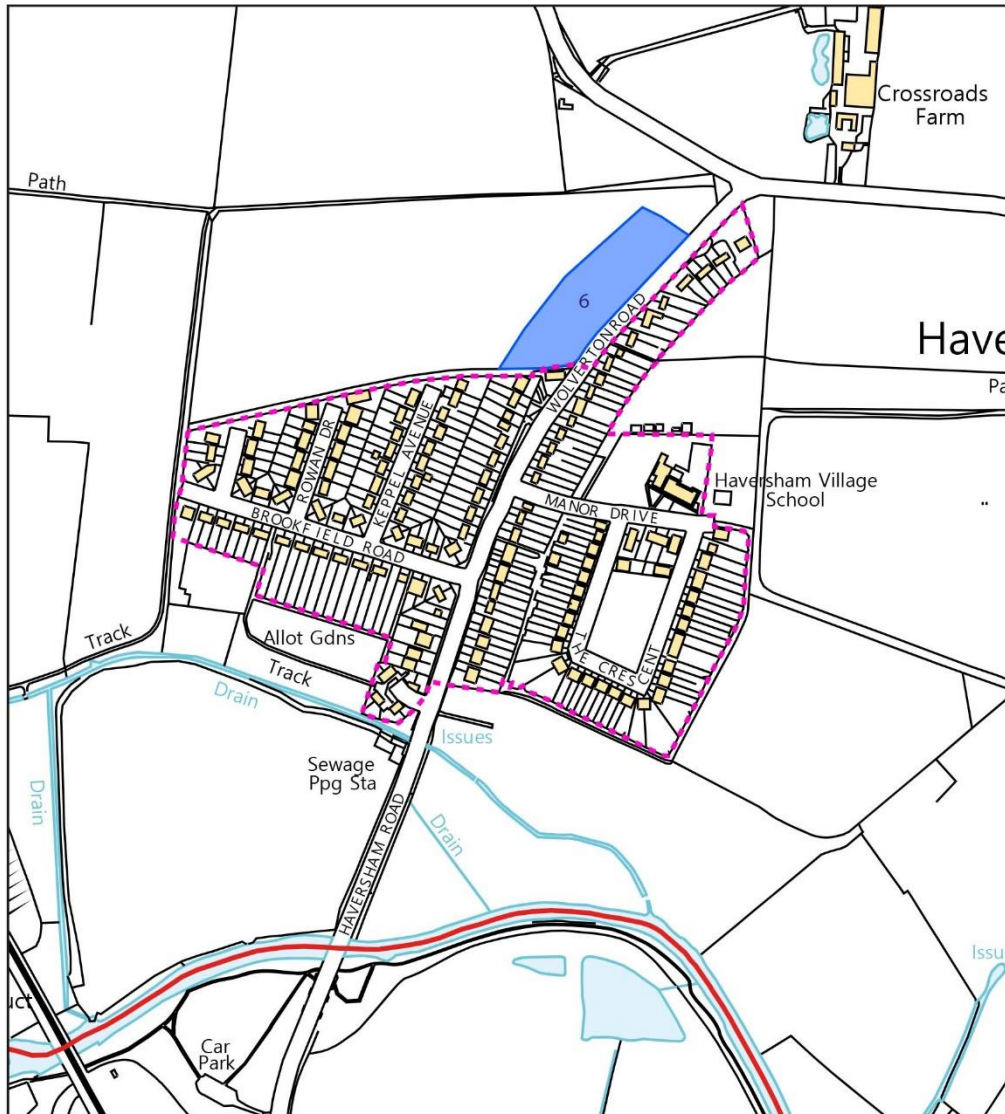 Crossroads
Farm
Path
6
Have
WOLVERTON ROAD
Pa
ROWAN DR
KEPPEL AVENUE
Haversham Village
School
MANOR DRIVE
BROOKFIELD ROAD
Allot Gdns
Track
Track
THE CRESCENT
Drain
Issues
Sewage
Ppg Sta
Drain
Drain
HAVERSHAM ROAD
Issu
uct
Car
Park